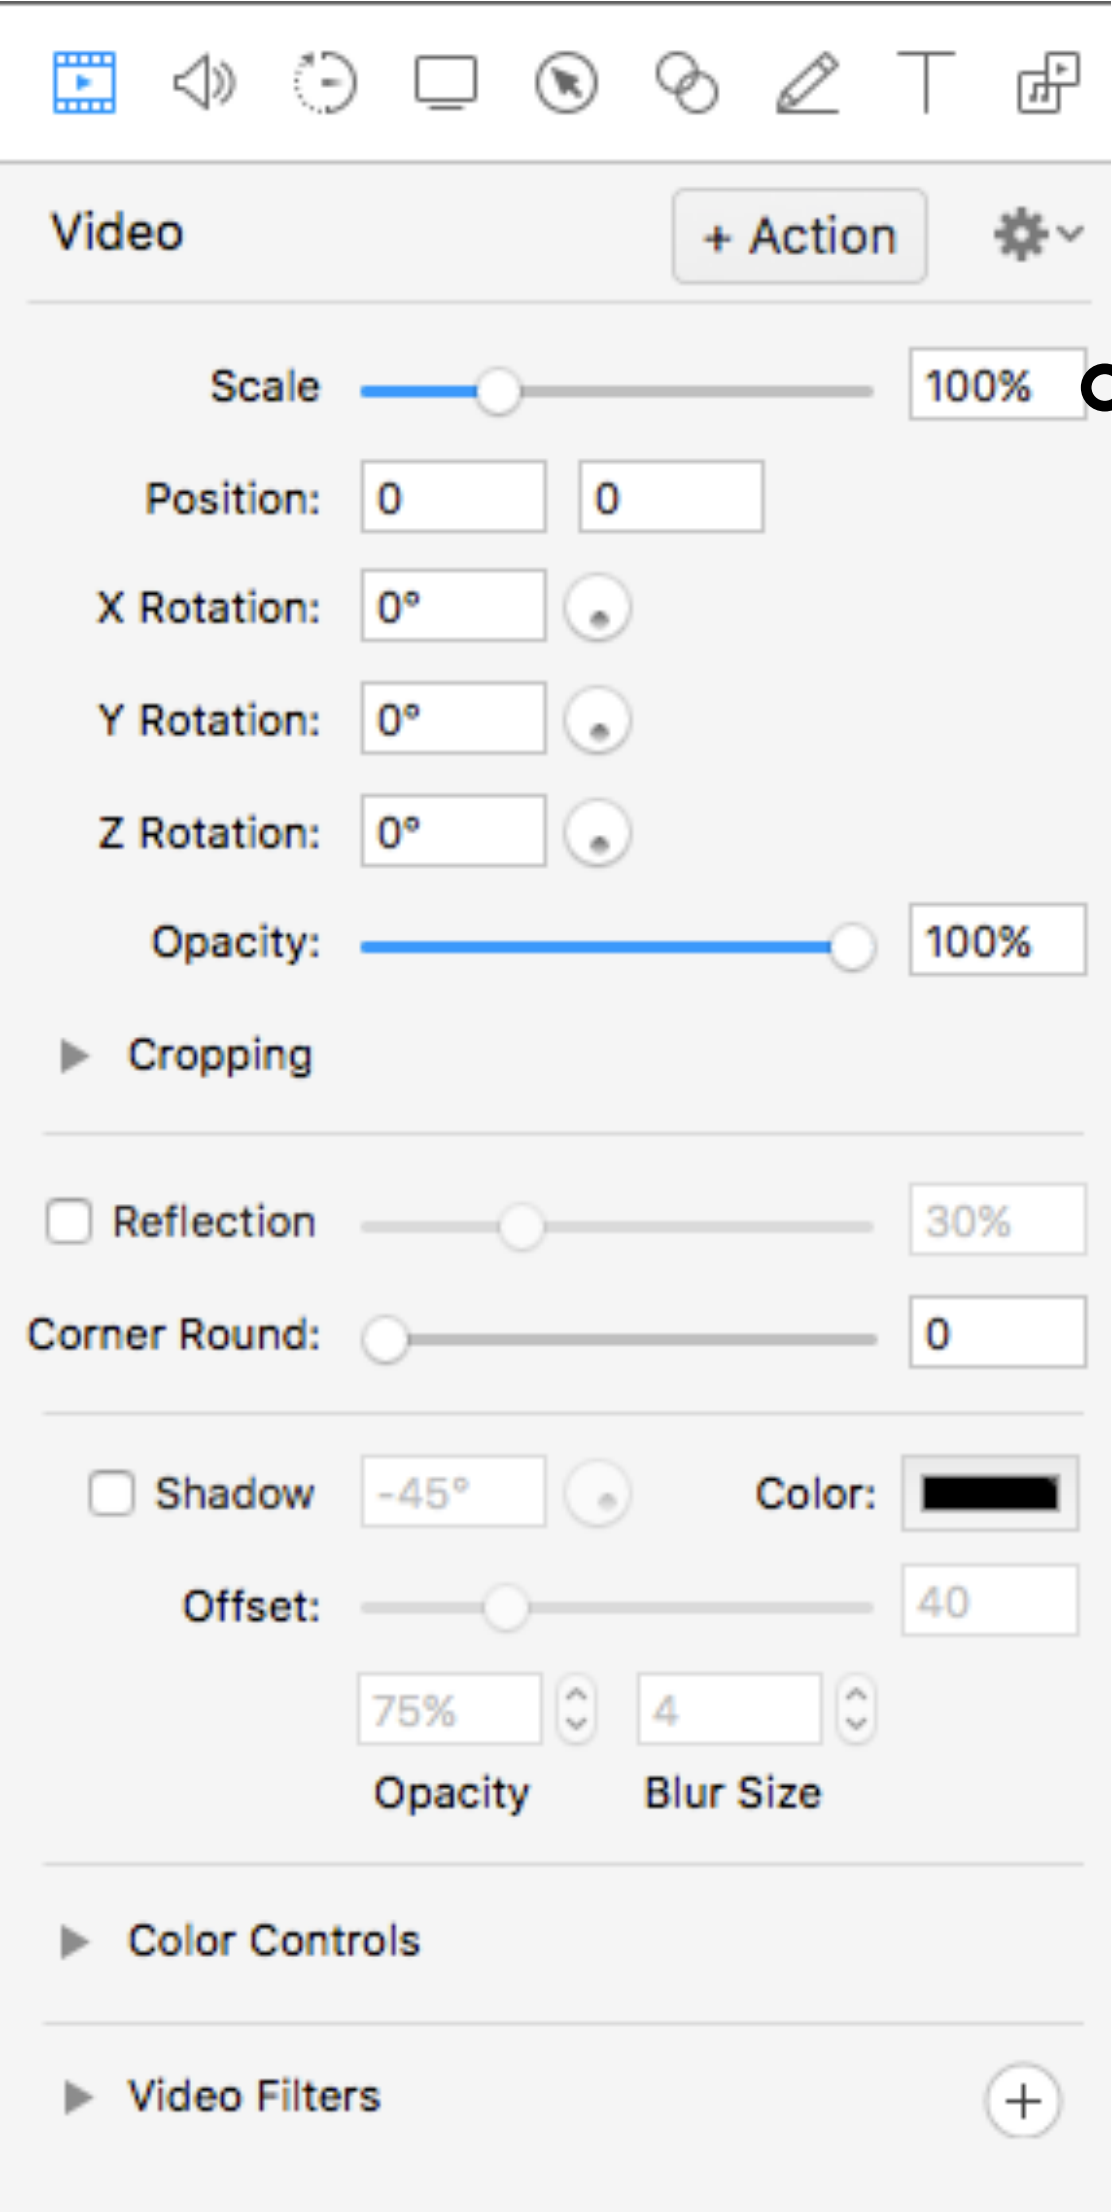 Video + Action
Scale 100%
Position: 0 0
X Rotation: 0°
Y Rotation: 0°
Z Rotation: 0°
Opacity: 100%
Cropping
Reflection 30%
Corner Round: 0
Shadow -45° Color:
Offset: 40
75% 4
Opacity Blur Size
Color Controls
Video Filters